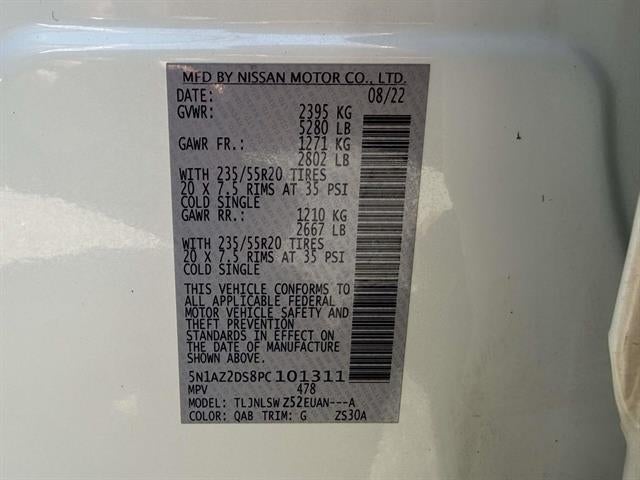 MFD BY NISSAN MOTOR CO., LTD.
DATE: 08/22
GVWR: 2395 KG
5280 LB
GAWR FR.: 1271 KG
2802 LB
WITH 235/55R20 TIRES
20 X 7.5 RIMS AT 35 PSI
COLD SINGLE
GAWR RR.: 1210 KG
2667 LB
WITH 235/55R20 TIRES
20 X 7.5 RIMS AT 35 PSI
COLD SINGLE
THIS VEHICLE CONFORMS TO
ALL APPLICABLE FEDERAL
MOTOR VEHICLE SAFETY AND
THEFT PREVENTION
STANDARDS IN EFFECT ON
THE DATE OF MANUFACTURE
SHOWN ABOVE.
5N1AZ2DS8PC101311
MPV 478
MODEL: TLJNLSW Z52EUAN---A
COLOR: QAB TRIM: G ZS30A